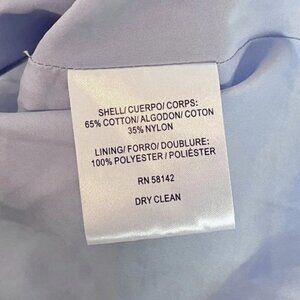 SHELL/ CUERPO/ CORPS:
65% COTTON/ ALGODON/ COTON
35% NYLON
LINING/ FORRO/ DOUBLURE:
100% POLYESTER / POLIÉSTER
RN 58142
DRY CLEAN